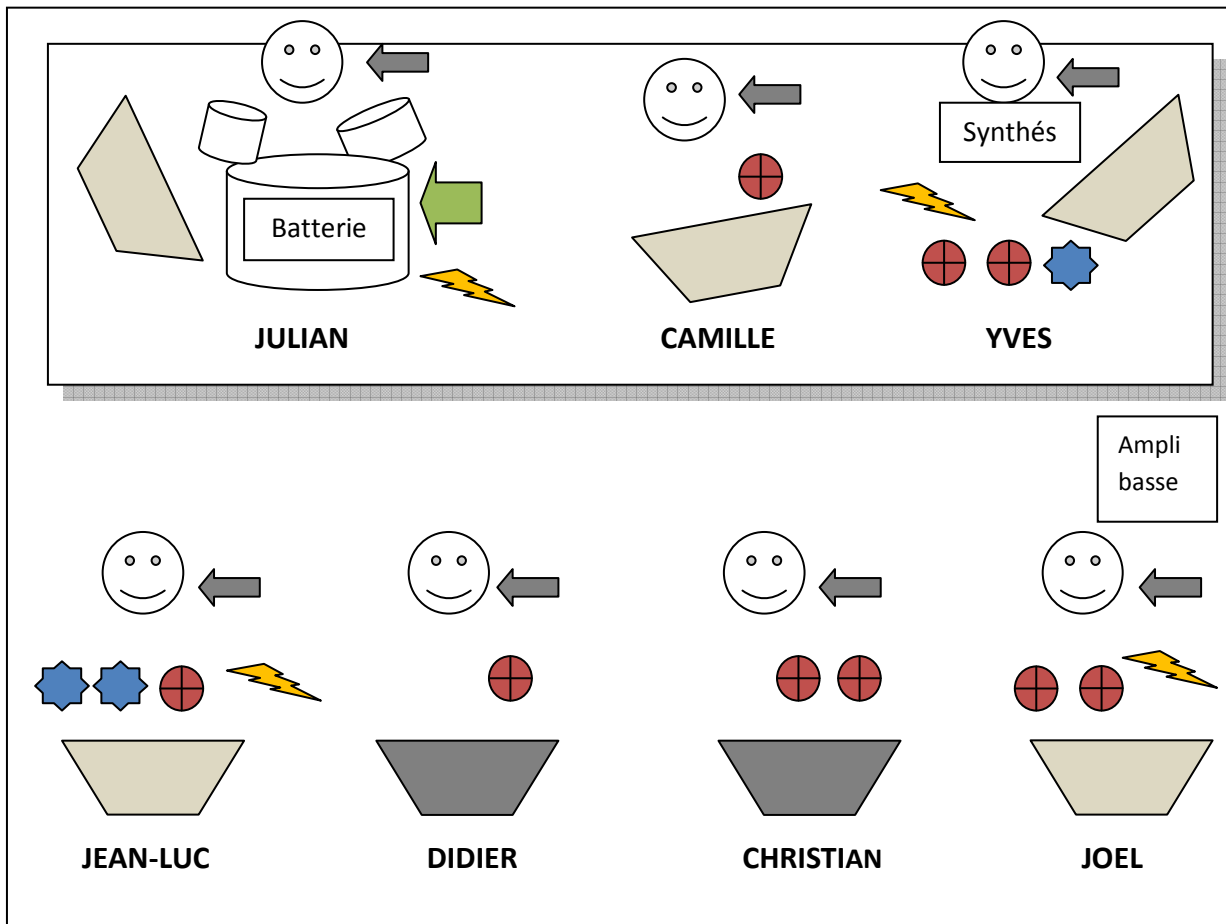 Synthés
Batterie
JULIAN
CAMILLE
YVES
Ampli
basse
JEAN-LUC
DIDIER
CHRISTIAN
JOEL